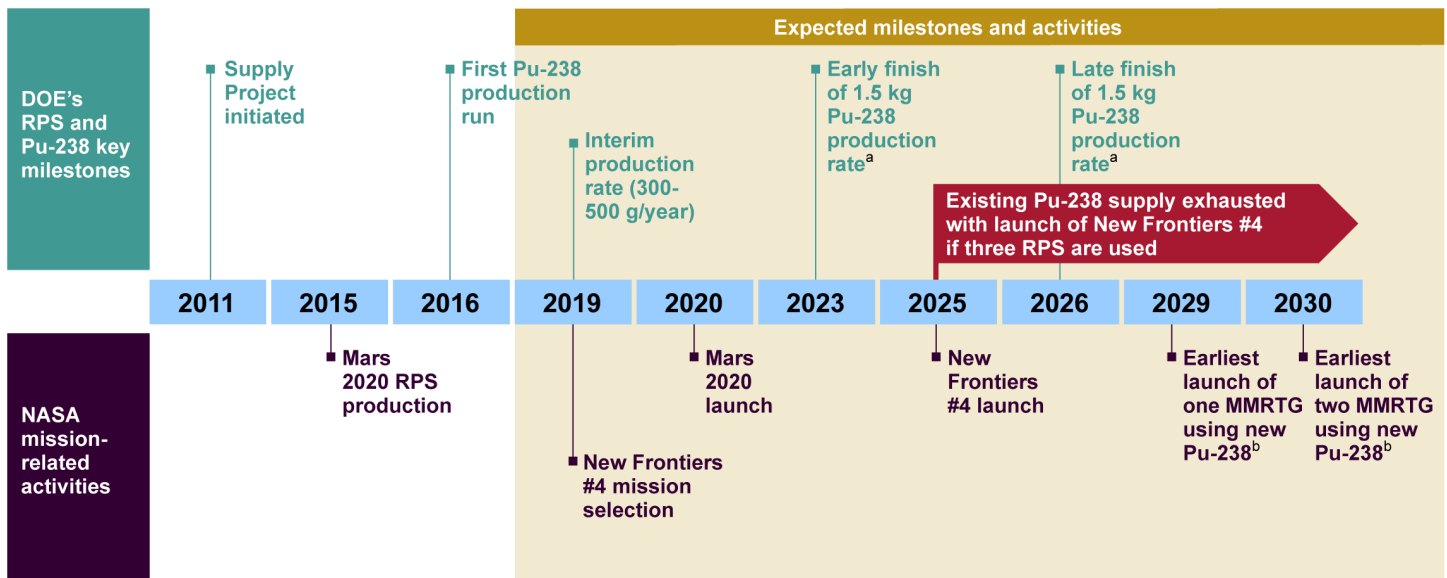 Expected milestones and activities
DOE's
RPS and
Pu-238 key
milestones
Supply
Project
initiated
First Pu-238
production
run
Interim
production
rate (300-
500 g/year)
Early finish
of 1.5 kg
Pu-238
production
rateᵃ
Late finish
of 1.5 kg
Pu-238
production
rateᵃ
Existing Pu-238 supply exhausted
with launch of New Frontiers #4
if three RPS are used
2011
2015
2016
2019
2020
2023
2025
2026
2029
2030
NASA
mission-
related
activities
Mars
2020 RPS
production
New Frontiers
#4 mission
selection
Mars
2020
launch
New
Frontiers
#4 launch
Earliest
launch of
one MMRTG
using new
Pu-238ᵇ
Earliest
launch of
two MMRTG
using new
Pu-238ᵇ